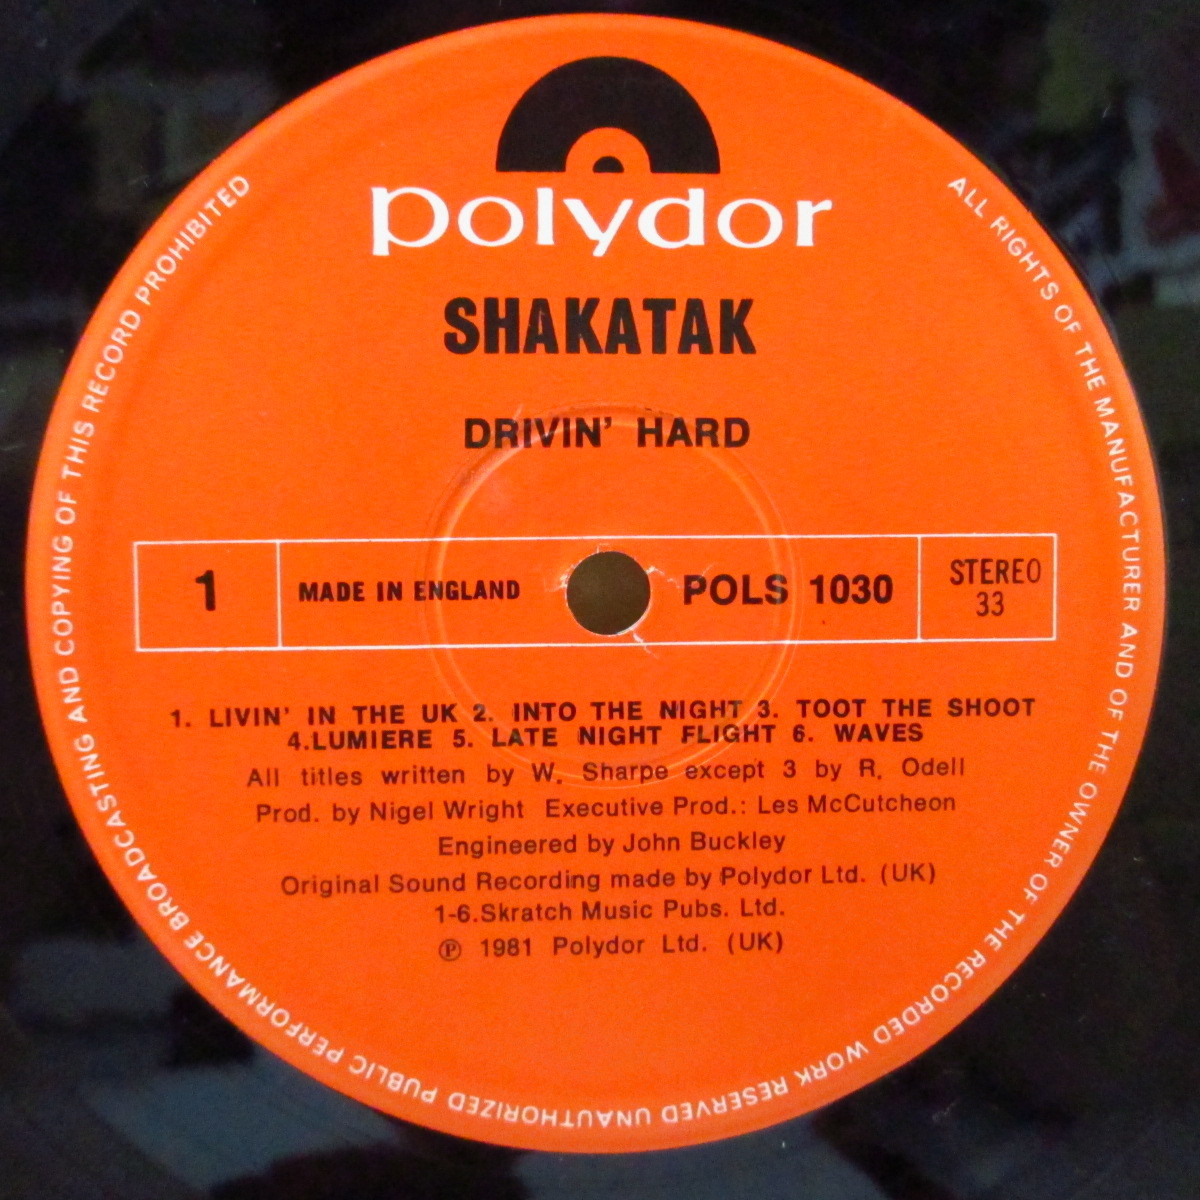 polydor
SHAKATAK
DRIVIN' HARD
1
MADE IN ENGLAND
POLS 1030
STEREO
33
1. LIVIN' IN THE UK 2. INTO THE NIGHT 3. TOOT THE SHOOT
4.LUMIERE 5. LATE NIGHT FLIGHT 6. WAVES
All titles written by W. Sharpe except 3 by R. Odell
Prod. by Nigel Wright Executive Prod.: Les McCutcheon
Engineered by John Buckley
Original Sound Recording made by Polydor Ltd. (UK)
1-6.Skratch Music Pubs. Ltd.
℗ 1981 Polydor Ltd. (UK)
ALL RIGHTS OF THE MANUFACTURER AND OF THE OWNER OF THE RECORDED WORK RESERVED UNAUTHORIZED PUBLIC PERFORMANCE BROADCASTING AND COPYING OF THIS RECORD PROHIBITED